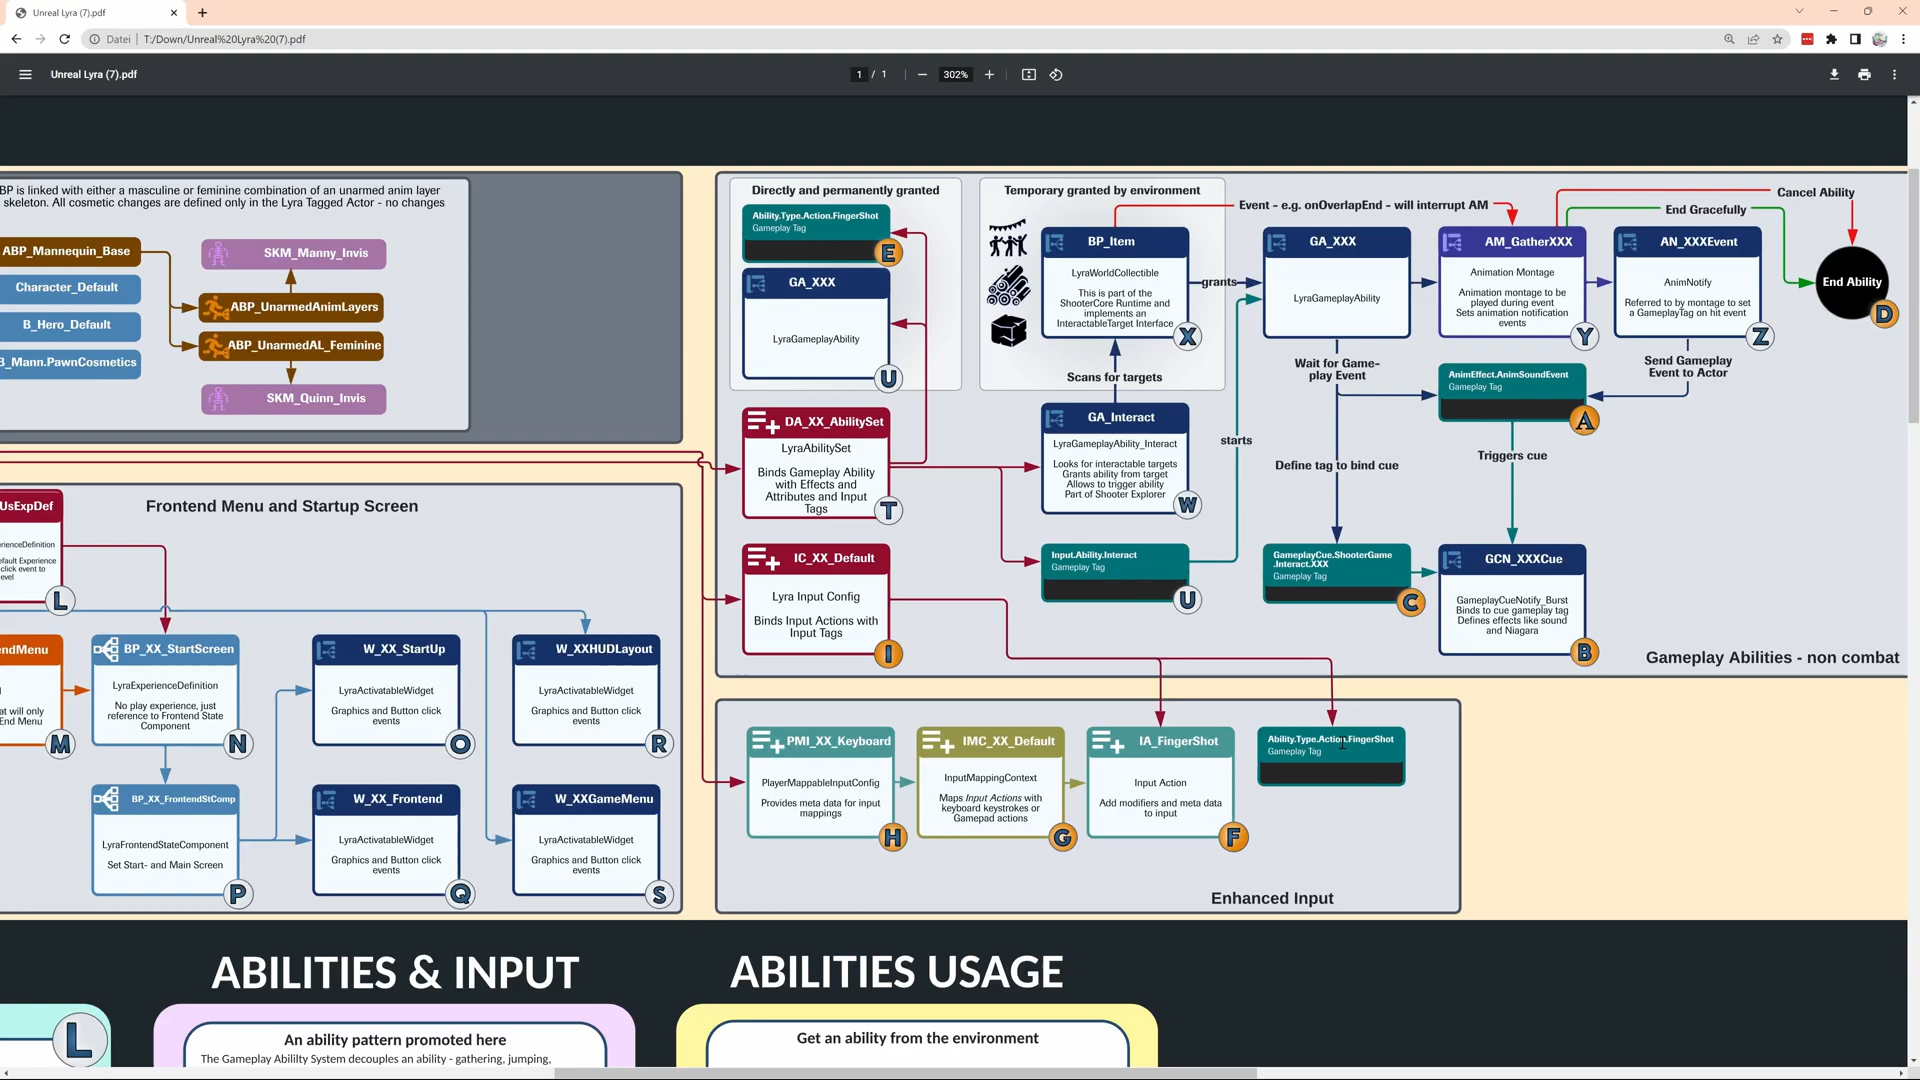 Unreal Lyra (7).pdf
Datei
T:/Down/Unreal%20Lyra%20(7).pdf
Unreal Lyra (7).pdf
1 / 1
302%
BP is linked with either a masculine or feminine combination of an unarmed anim layer
skeleton. All cosmetic changes are defined only in the Lyra Tagged Actor - no changes
ABP_Mannequin_Base
Character_Default
B_Hero_Default
B_Mann.PawnCosmetics
SKM_Manny_Invis
ABP_UnarmedAnimLayers
ABP_UnarmedAL_Feminine
SKM_Quinn_Invis
Frontend Menu and Startup Screen
UsExpDef
erienceDefinition
efault Experience
click event to
evel
L
endMenu
at will only
End Menu
M
BP_XX_StartScreen
LyraExperienceDefinition
No play experience, just
reference to Frontend State
Component
N
BP_XX_FrontendStComp
LyraFrontendStateComponent
Set Start- and Main Screen
P
W_XX_StartUp
LyraActivatableWidget
Graphics and Button click
events
O
W_XX_Frontend
LyraActivatableWidget
Graphics and Button click
events
Q
W_XXHUDLayout
LyraActivatableWidget
Graphics and Button click
events
R
W_XXGameMenu
LyraActivatableWidget
Graphics and Button click
events
S
Directly and permanently granted
Ability.Type.Action.FingerShot
Gameplay Tag
E
GA_XXX
LyraGameplayAbility
U
DA_XX_AbilitySet
LyraAbilitySet
Binds Gameplay Ability
with Effects and
Attributes and Input
Tags
T
IC_XX_Default
Lyra Input Config
Binds Input Actions with
Input Tags
I
Temporary granted by environment
BP_Item
LyraWorldCollectible
This is part of the
ShooterCore Runtime and
implements an
InteractableTarget Interface
X
Scans for targets
GA_Interact
LyraGameplayAbility_Interact
Looks for interactable targets
Grants ability from target
Allows to trigger ability
Part of Shooter Explorer
W
Input.Ability.Interact
Gameplay Tag
U
Event - e.g. onOverlapEnd - will interrupt AM
grants
starts
GA_XXX
LyraGameplayAbility
Wait for Game-
play Event
Define tag to bind cue
GameplayCue.ShooterGame
.Interact.XXX
Gameplay Tag
C
AM_GatherXXX
Animation Montage
Animation montage to be
played during event
Sets animation notification
events
Y
AnimEffect.AnimSoundEvent
Gameplay Tag
A
Triggers cue
GCN_XXXCue
GameplayCueNotify_Burst
Binds to cue gameplay tag
Defines effects like sound
and Niagara
B
AN_XXXEvent
AnimNotify
Referred to by montage to set
a GameplayTag on hit event
Z
Send Gameplay
Event to Actor
Cancel Ability
End Gracefully
End Ability
D
Gameplay Abilities - non combat
PMI_XX_Keyboard
PlayerMappableInputConfig
Provides meta data for input
mappings
H
IMC_XX_Default
InputMappingContext
Maps Input Actions with
keyboard keystrokes or
Gamepad actions
G
IA_FingerShot
Input Action
Add modifiers and meta data
to input
F
Ability.Type.Action.FingerShot
Gameplay Tag
Enhanced Input
ABILITIES & INPUT
ABILITIES USAGE
L
An ability pattern promoted here
The Gameplay Abililty System decouples an ability - gathering, jumping,
Get an ability from the environment